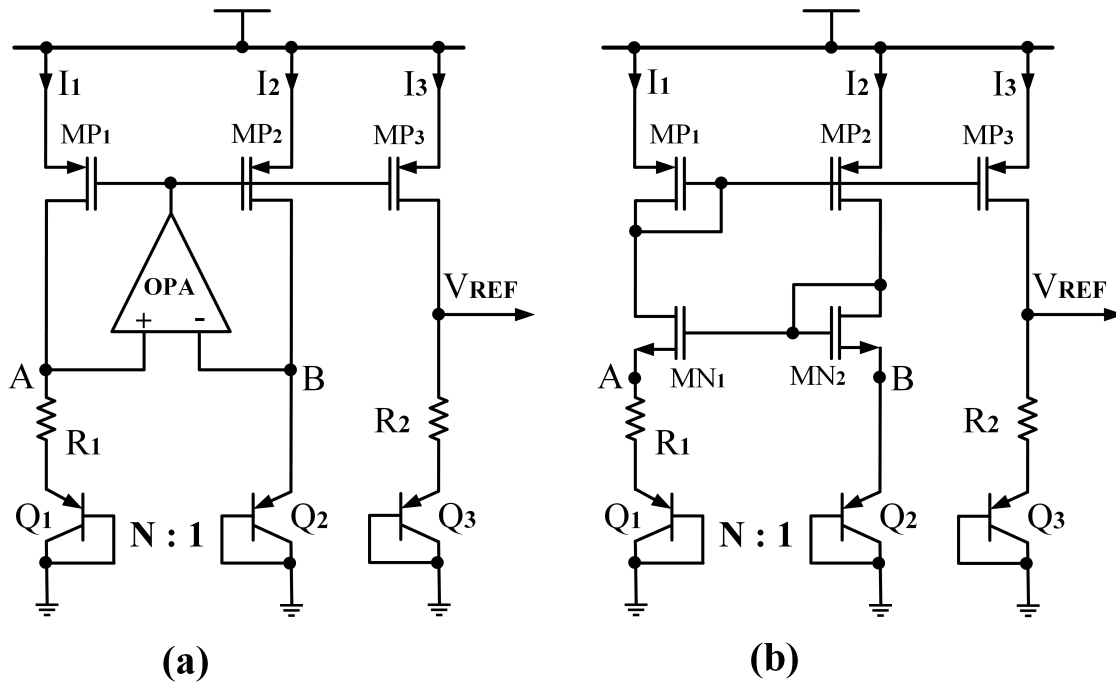 I1 I2 I3
MP1 MP2 MP3
OPA
+ -
VREF
A B
R1 R2
Q1 N : 1 Q2 Q3
(a)
I1 I2 I3
MP1 MP2 MP3
VREF
A MN1 MN2 B
R1 R2
Q1 N : 1 Q2 Q3
(b)